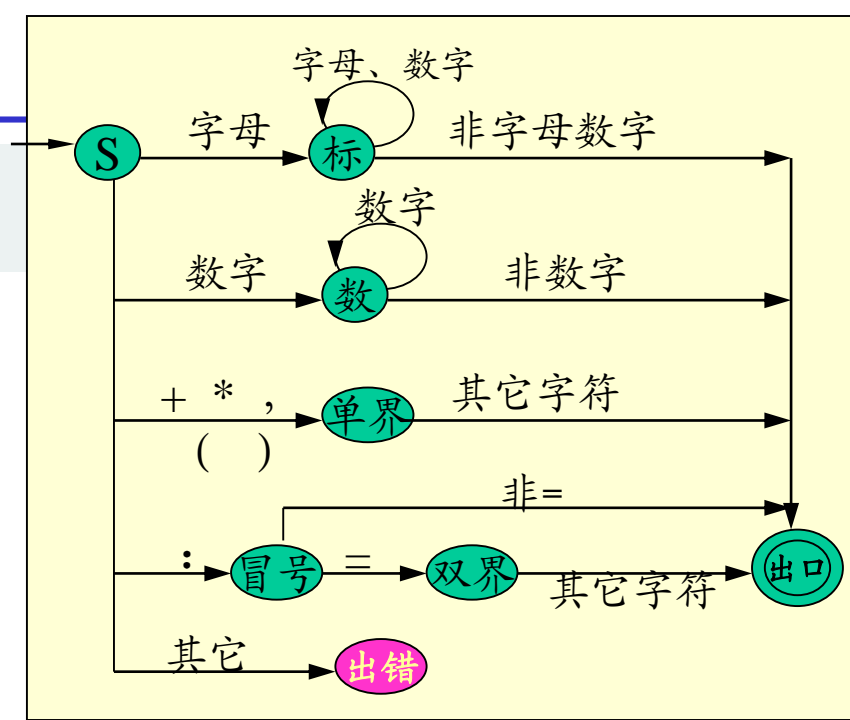 字母、数字
S 字母 标 非字母数字
数字
数字 数 非数字
+ * , 单界 其它字符
( )
非=
: 冒号 = 双界 其它字符 出口
其它 出错